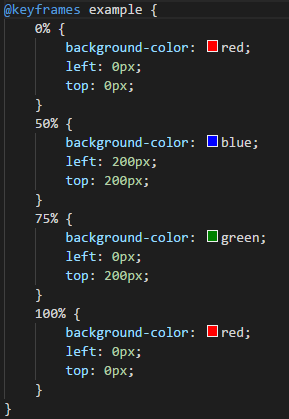 @keyframes example {
    0% {
        background-color: red;
        left: 0px;
        top: 0px;
    }
    50% {
        background-color: blue;
        left: 200px;
        top: 200px;
    }
    75% {
        background-color: green;
        left: 0px;
        top: 200px;
    }
    100% {
        background-color: red;
        left: 0px;
        top: 0px;
    }
}